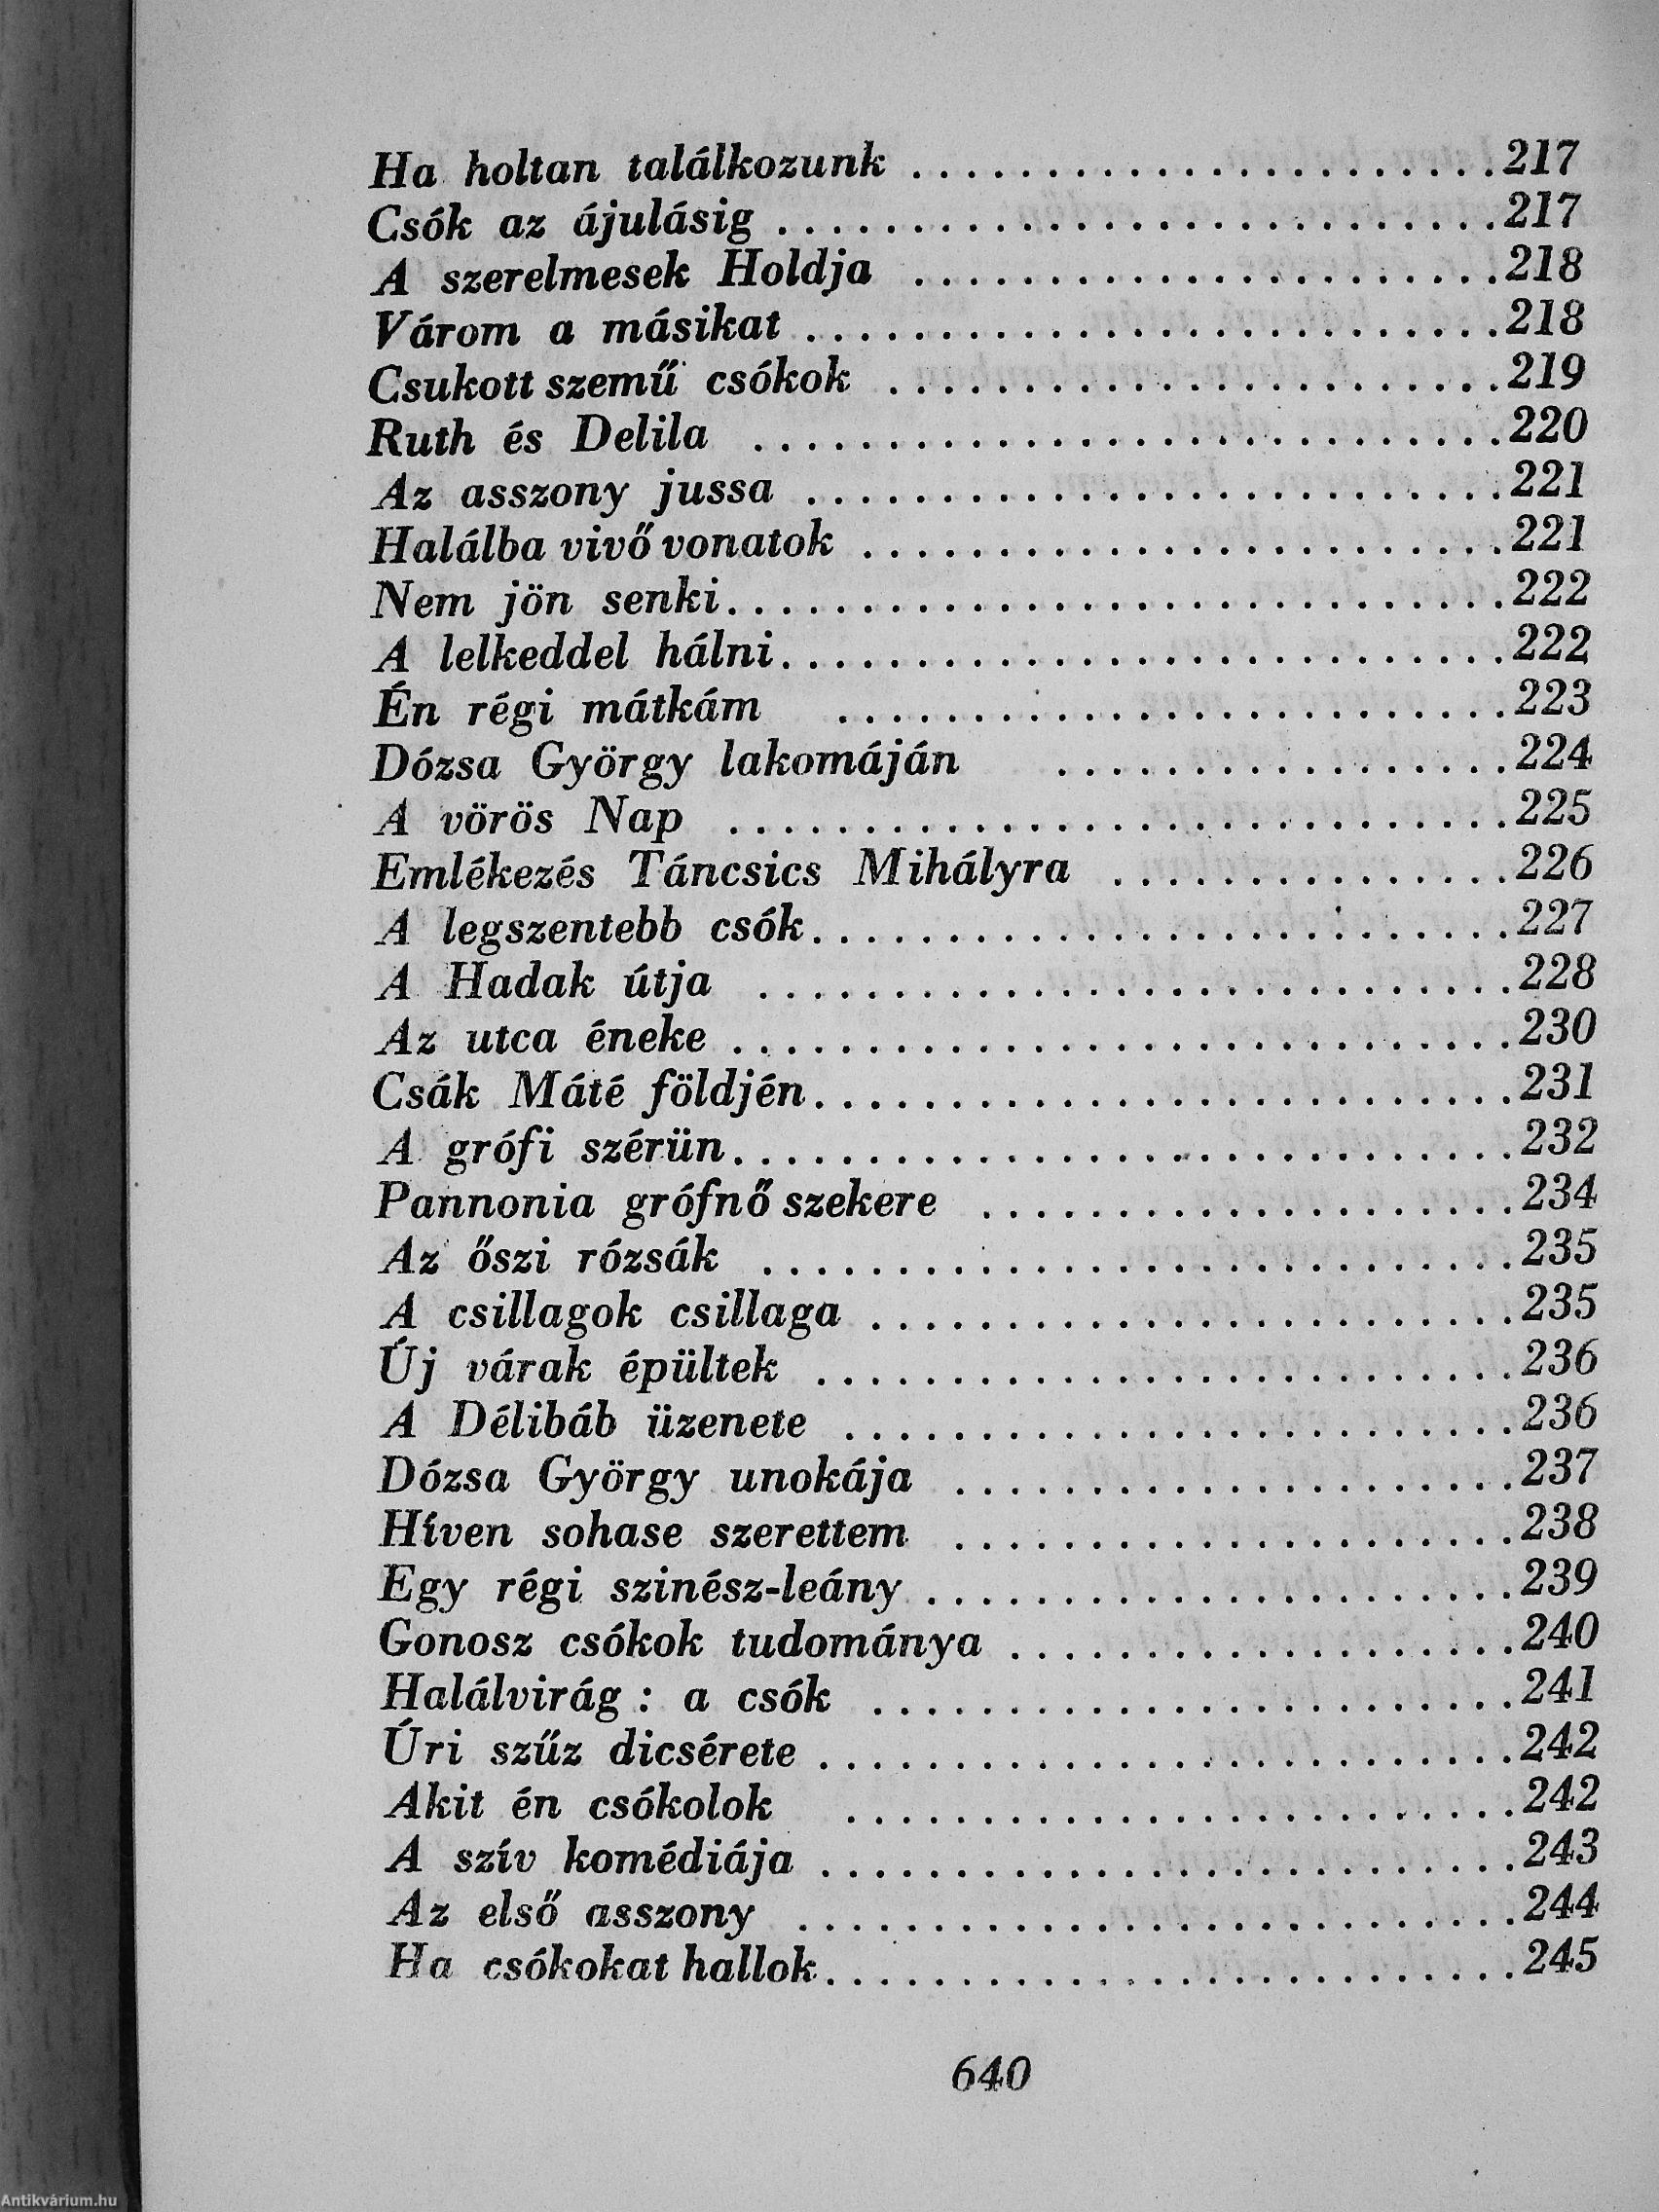 Ha holtan találkozunk . . . . . . . . . . . . . . . . . . . . . . 217
Csók az ájulásig . . . . . . . . . . . . . . . . . . . . . . . . . . . 217
A szerelmesek Holdja . . . . . . . . . . . . . . . . . . . . . . 218
Várom a másikat . . . . . . . . . . . . . . . . . . . . . . . . . . 218
Csukott szemű csókok . . . . . . . . . . . . . . . . . . . . . . . 219
Ruth és Delila . . . . . . . . . . . . . . . . . . . . . . . . . . . . 220
Az asszony jussa . . . . . . . . . . . . . . . . . . . . . . . . . . 221
Halálba vivő vonatok . . . . . . . . . . . . . . . . . . . . . . . . 221
Nem jön senki . . . . . . . . . . . . . . . . . . . . . . . . . . . . . 222
A lelkeddel hálni . . . . . . . . . . . . . . . . . . . . . . . . . . . 222
Én régi mátkám . . . . . . . . . . . . . . . . . . . . . . . . . 223
Dózsa György lakomáján . . . . . . . . . . . . . . . . . 224
A vörös Nap . . . . . . . . . . . . . . . . . . . . . . . . . . . . . 225
Emlékezés Táncsics Mihályra . . . . . . . . . . . . . . . 226
A legszentebb csók . . . . . . . . . . . . . . . . . . . . . . . . . . 227
A Hadak útja . . . . . . . . . . . . . . . . . . . . . . . . . . . . 228
Az utca éneke . . . . . . . . . . . . . . . . . . . . . . . . . . . . . 230
Csák Máté földjén . . . . . . . . . . . . . . . . . . . . . . . . . . 231
A grófi szérün . . . . . . . . . . . . . . . . . . . . . . . . . . . . . 232
Pannonia grófnő szekere . . . . . . . . . . . . . . . . . . . . 234
Az őszi rózsák . . . . . . . . . . . . . . . . . . . . . . . . . . . . 235
A csillagok csillaga . . . . . . . . . . . . . . . . . . . . . . . . 235
Új várak épültek . . . . . . . . . . . . . . . . . . . . . . . . . . 236
A Délibáb üzenete . . . . . . . . . . . . . . . . . . . . . . . . . 236
Dózsa György unokája . . . . . . . . . . . . . . . . . . . . . 237
Híven sohase szerettem . . . . . . . . . . . . . . . . . . . . . 238
Egy régi szinész-leány . . . . . . . . . . . . . . . . . . . . . . 239
Gonosz csókok tudománya . . . . . . . . . . . . . . . . . . . 240
Halálvirág : a csók . . . . . . . . . . . . . . . . . . . . . . . . 241
Úri szűz dicsérete . . . . . . . . . . . . . . . . . . . . . . . . . . 242
Akit én csókolok . . . . . . . . . . . . . . . . . . . . . . . . . 242
A szív komédiája . . . . . . . . . . . . . . . . . . . . . . . . . . 243
Az első asszony . . . . . . . . . . . . . . . . . . . . . . . . . . . 244
Ha csókokat hallok . . . . . . . . . . . . . . . . . . . . . . . . . . 245
640
Antikvárium.hu